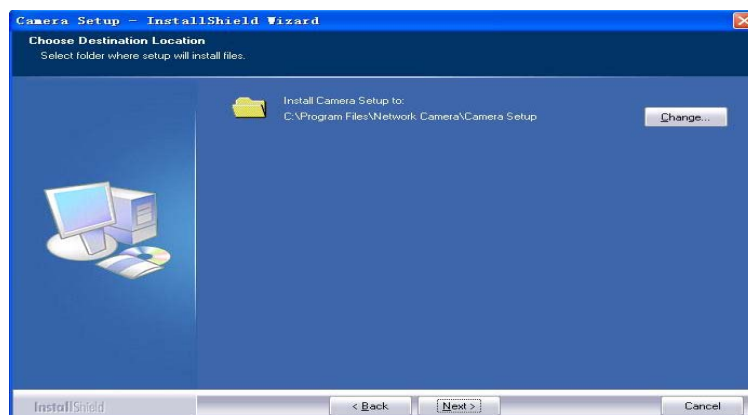 Camera Setup - InstallShield Wizard
Choose Destination Location
Select folder where setup will install files.
Install Camera Setup to:
C:\Program Files\Network Camera\Camera Setup
Change...
InstallShield
< Back
Next >
Cancel